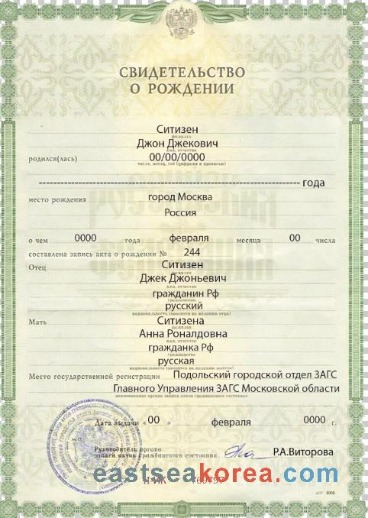 СВИДЕТЕЛЬСТВО
О РОЖДЕНИИ
Ситизен
фамилия
Джон Джекович
имя, отчество
родился(лась) 00/00/0000
число, месяц, год (цифрами и прописью)
года
место рождения город Москва
Россия
о чем 0000 года февраля месяца 00 числа
составлена запись акта о рождении № 244
Отец Ситизен
фамилия
Джек Джоньевич
имя, отчество
гражданин Рф
гражданство
русский
национальность (вносится по желанию отца)
Мать Ситизена
фамилия
Анна Роналдовна
имя, отчество
гражданка Рф
гражданство
русская
национальность (вносится по желанию матери)
Место государственной регистрации Подольский городской отдел ЗАГС
Главного Управления ЗАГС Московской области
наименование органа записи актов гражданского состояния
Дата выдачи «00 февраля 0000 г.
Руководитель органа
записи актов гражданского состояния Р.А.Виторова
eastseakorea.com